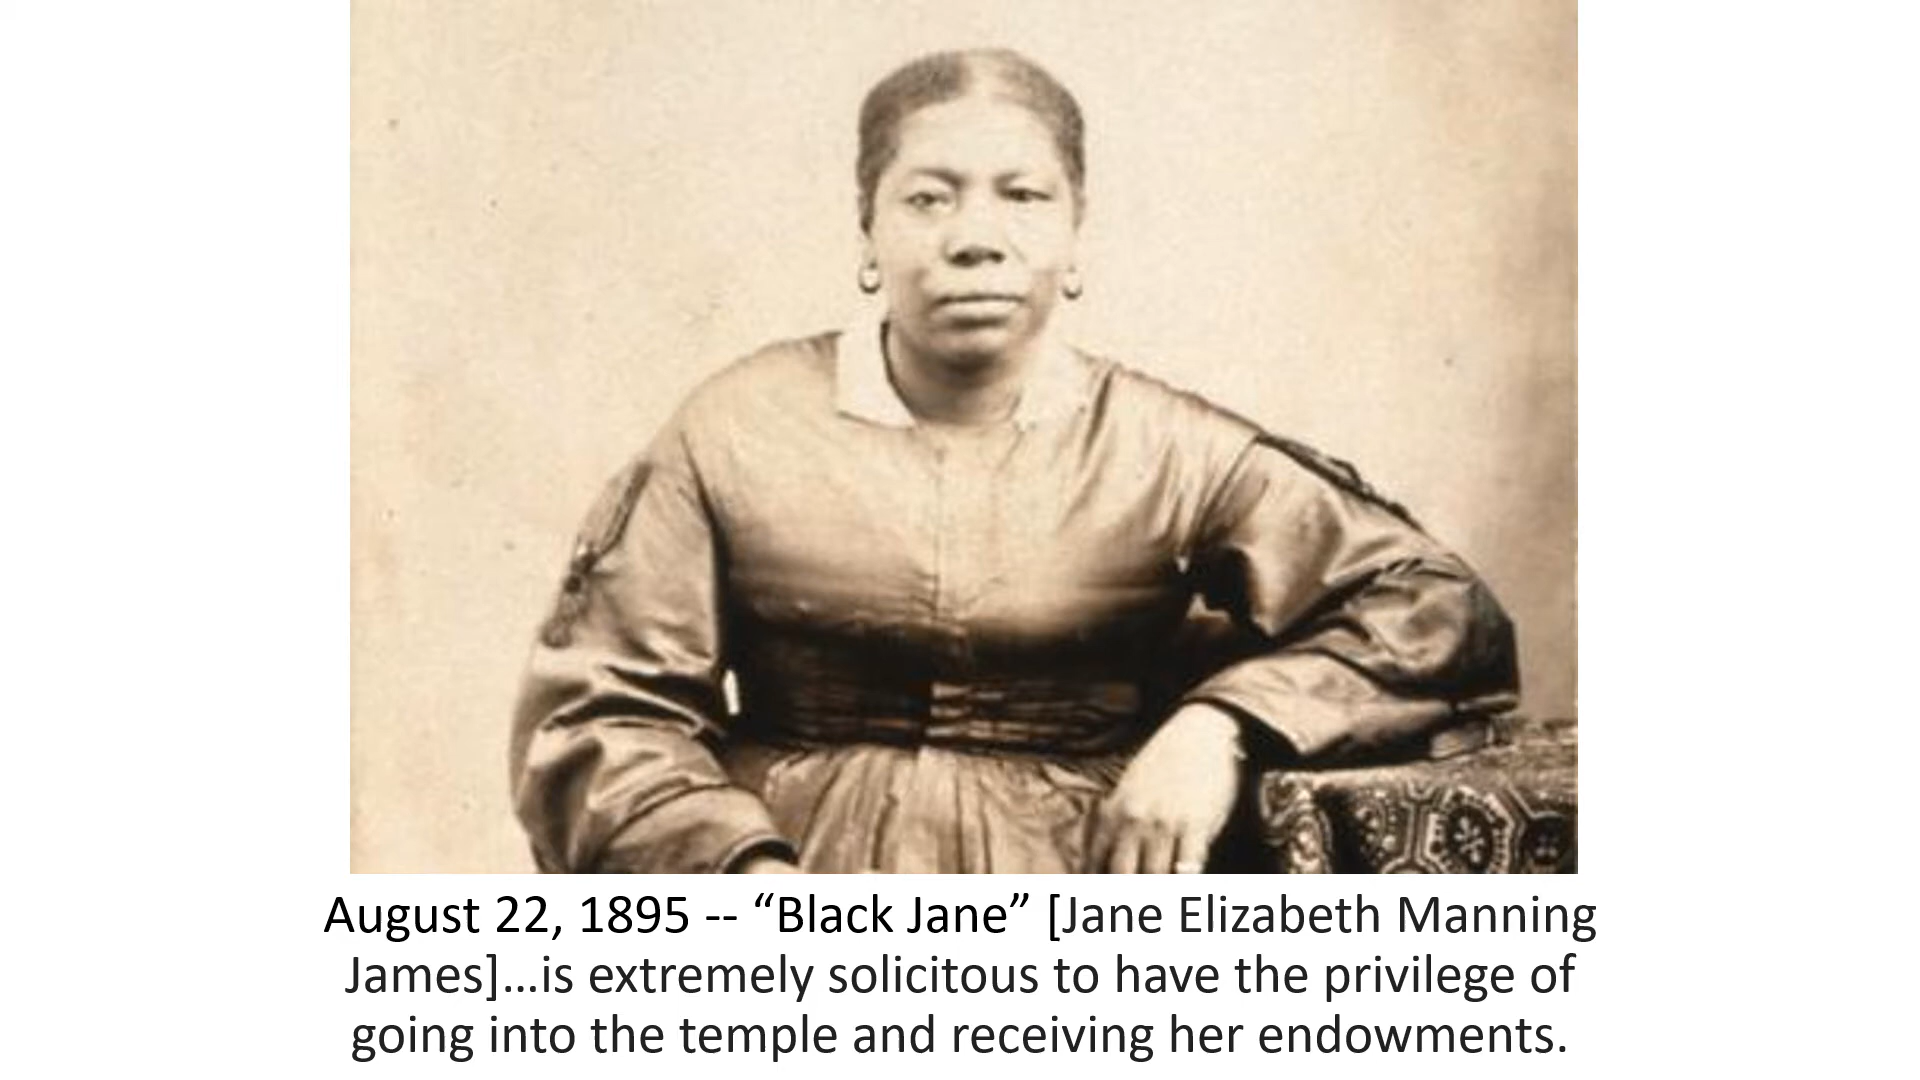 August 22, 1895 -- “Black Jane” [Jane Elizabeth Manning
James]…is extremely solicitous to have the privilege of
going into the temple and receiving her endowments.